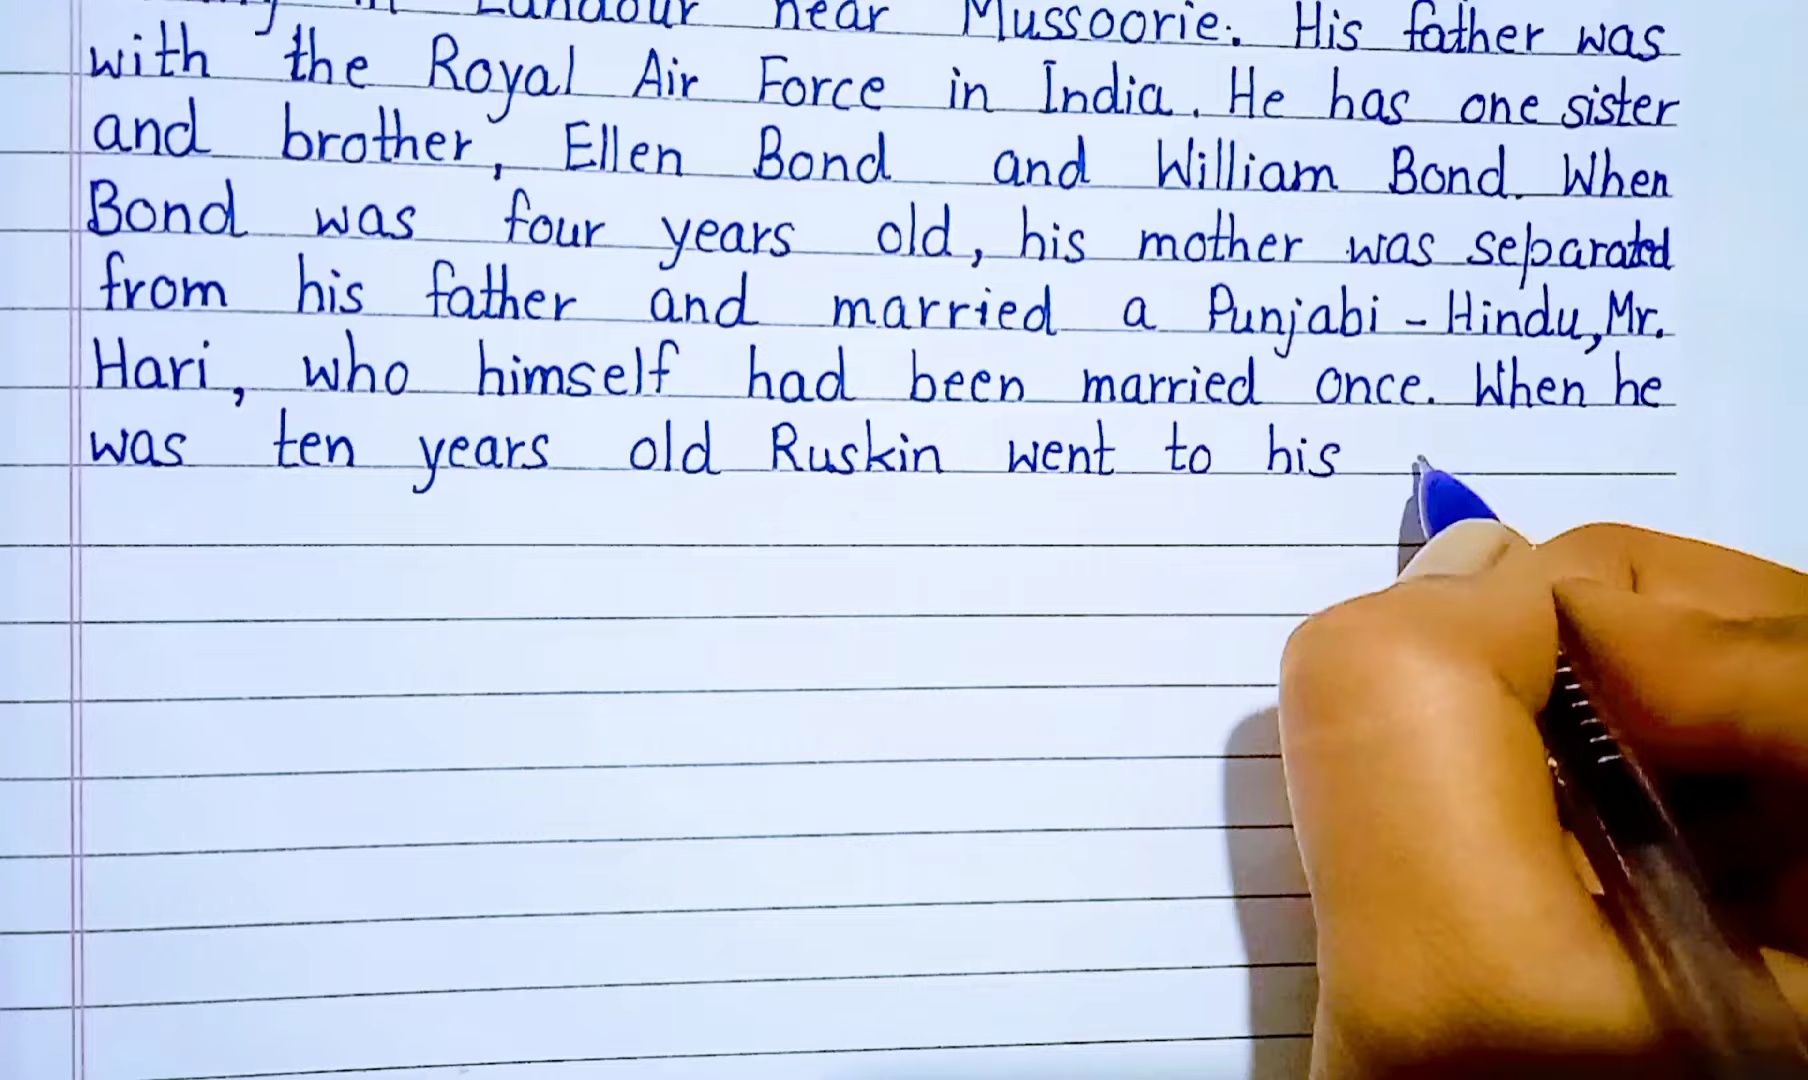 in Landour near Mussoorie. His father was
with the Royal Air Force in India. He has one sister
and brother, Ellen Bond and William Bond. When
Bond was four years old, his mother was separated
from his father and married a Punjabi - Hindu, Mr.
Hari, who himself had been married once. When he
was ten years old Ruskin went to his